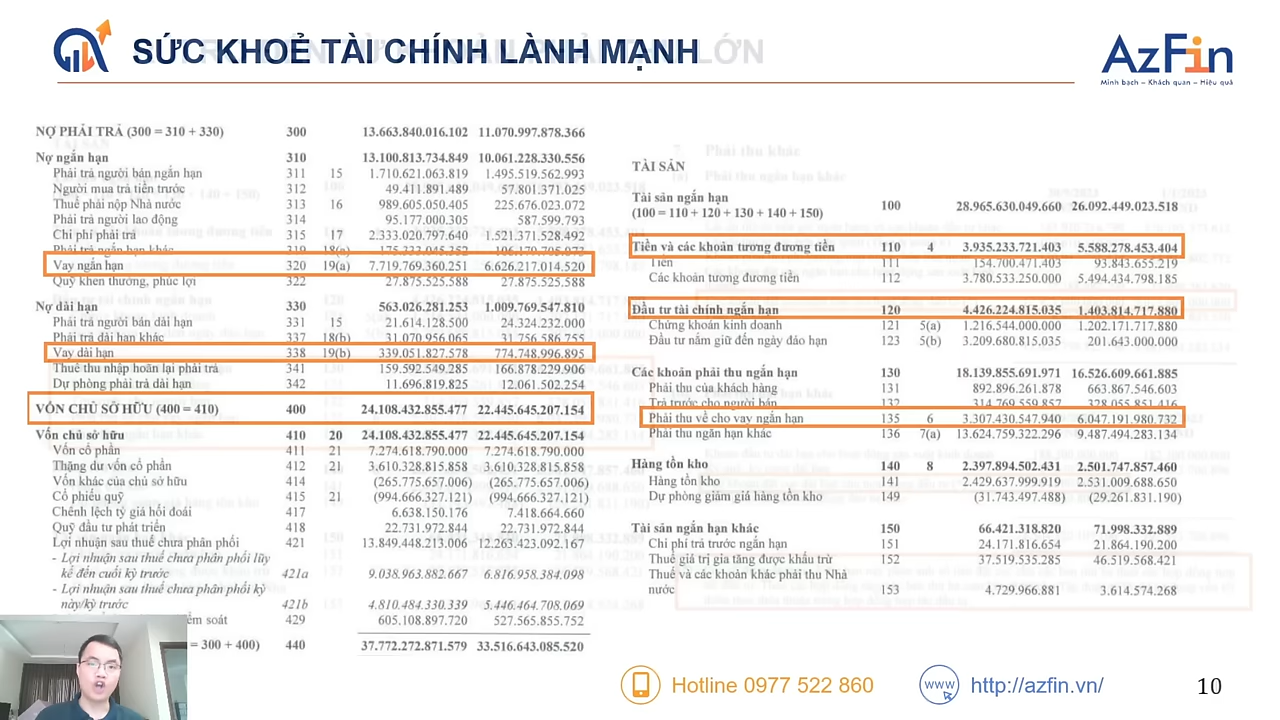 SỨC KHOẺ TÀI CHÍNH LÀNH MẠNH
LỚN
AzFin
Minh bạch – Khách quan – Hiệu quả
NỢ PHẢI TRẢ (300 = 310 + 330) 300 13.663.840.016.102 11.070.997.878.366
Nợ ngắn hạn 310 13.100.813.734.849 10.061.228.330.556
Phải trả người bán ngắn hạn 311 15 1.710.621.063.819 1.495.519.562.993
Người mua trả tiền trước 312 49.411.891.489 57.801.371.025
Thuế phải nộp Nhà nước 313 16 989.605.050.405 225.676.023.072
Phải trả người lao động 314 95.177.000.305 587.599.793
Chi phí phải trả 315 17 2.333.020.797.640 1.521.371.528.492
Phải trả ngắn hạn khác 319 18(a) 175.333.045.352
Vay ngắn hạn 320 19(a) 7.719.769.360.251 6.626.217.014.520
Quỹ khen thưởng, phúc lợi 322 27.875.525.588 27.875.525.588
Nợ dài hạn 330 563.026.281.253 1.009.769.547.810
Phải trả người bán dài hạn 331 15 21.614.128.500 24.324.232.000
Phải trả dài hạn khác 337 18(b) 31.070.956.065 31.756.586.755
Vay dài hạn 338 19(b) 339.051.827.578 774.748.996.895
Thuế thu nhập hoãn lại phải trả 341 159.592.549.285 166.878.229.906
Dự phòng phải trả dài hạn 342 11.696.819.825 12.061.502.254
VỐN CHỦ SỞ HỮU (400 = 410) 400 24.108.432.855.477 22.445.645.207.154
Vốn chủ sở hữu 410 20 24.108.432.855.477 22.445.645.207.154
Vốn cổ phần 411 21 7.274.618.790.000 7.274.618.790.000
Thặng dư vốn cổ phần 412 21 3.610.328.815.858 3.610.328.815.858
Vốn khác của chủ sở hữu 414 (265.775.657.006) (265.775.657.006)
Cổ phiếu quỹ 415 21 (994.666.327.121) (994.666.327.121)
Chênh lệch tỷ giá hối đoái 417 6.638.150.176 7.418.664.660
Quỹ đầu tư phát triển 418 22.731.972.844 22.731.972.844
Lợi nhuận sau thuế chưa phân phối 421 13.849.448.213.006 12.263.423.092.167
- Lợi nhuận sau thuế chưa phân phối lũy
kế đến cuối kỳ trước 421a 9.038.963.882.667 6.816.958.384.098
- Lợi nhuận sau thuế chưa phân phối kỳ
này/kỳ trước 421b 4.810.484.330.339 5.446.464.708.069
ểm soát 429 605.108.897.720 527.565.855.752
= 300 + 400) 440 37.772.272.871.579 33.516.643.085.520
Phải thu khác
Phải thu ngắn hạn khác
TÀI SẢN
Tài sản ngắn hạn
(100 = 110 + 120 + 130 + 140 + 150) 100 28.965.630.049.660 26.092.449.023.518
Tiền và các khoản tương đương tiền 110 4 3.935.233.721.403 5.588.278.453.404
Tiền 111 154.700.471.403 93.843.655.219
Các khoản tương đương tiền 112 3.780.533.250.000 5.494.434.798.185
Đầu tư tài chính ngắn hạn 120 4.426.224.815.035 1.403.814.717.880
Chứng khoán kinh doanh 121 5(a) 1.216.544.000.000 1.202.171.717.880
Đầu tư nắm giữ đến ngày đáo hạn 123 5(b) 3.209.680.815.035 201.643.000.000
Các khoản phải thu ngắn hạn 130 18.139.855.691.971 16.526.609.661.885
Phải thu của khách hàng 131 892.896.261.878 663.867.546.603
Trả trước cho người bán 132 314.769.559.857 328.055.851.416
Phải thu về cho vay ngắn hạn 135 6 3.307.430.547.940 6.047.191.980.732
Phải thu ngắn hạn khác 136 7(a) 13.624.759.322.296 9.487.494.283.134
Hàng tồn kho 140 8 2.397.894.502.431 2.501.747.857.460
Hàng tồn kho 141 2.429.637.999.919 2.531.009.688.650
Dự phòng giảm giá hàng tồn kho 149 (31.743.497.488) (29.261.831.190)
Tài sản ngắn hạn khác 150 66.421.318.820 71.998.332.889
Chi phí trả trước ngắn hạn 151 24.171.816.654 21.864.190.200
Thuế giá trị gia tăng được khấu trừ 152 37.519.535.285 46.519.568.421
Thuế và các khoản khác phải thu Nhà
nước 153 4.729.966.881 3.614.574.268
Hotline 0977 522 860
www
http://azfin.vn/
10